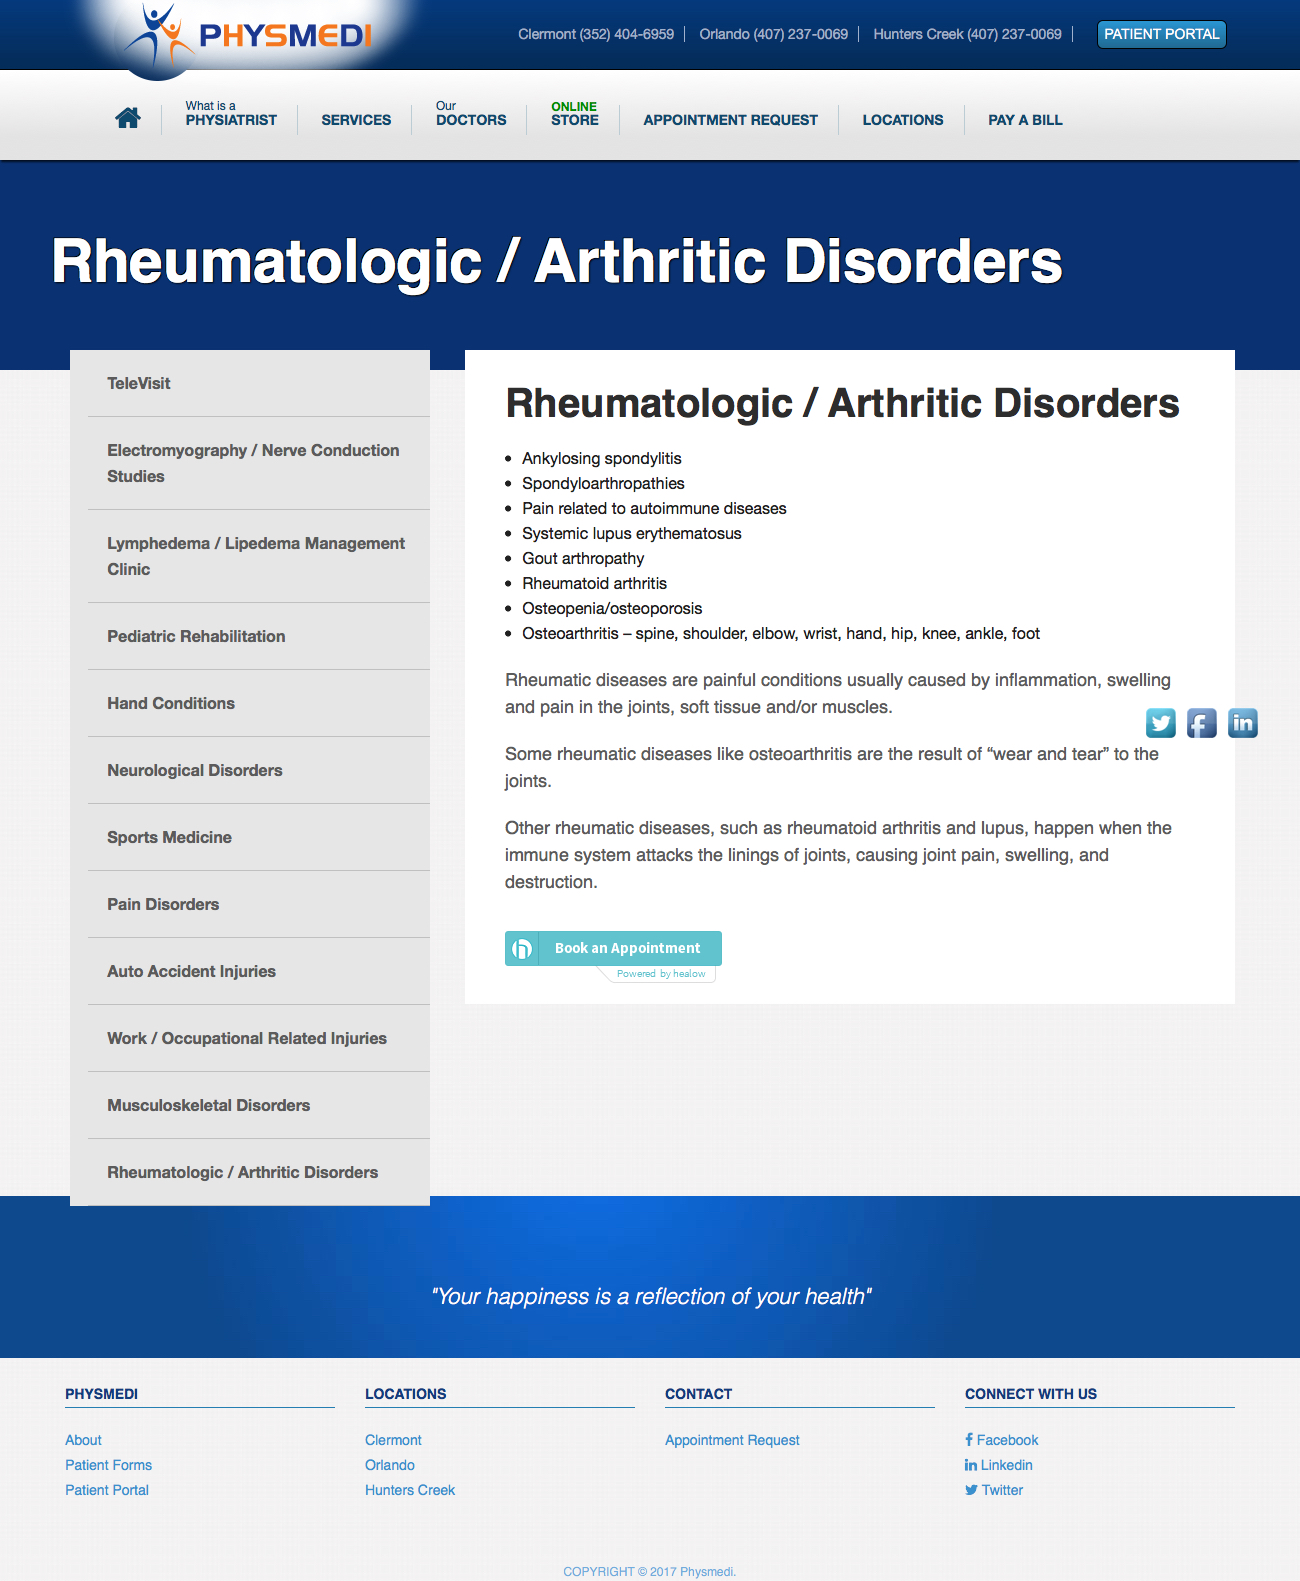 PHYSMEDI
Clermont (352) 404-6959
Orlando (407) 237-0069
Hunters Creek (407) 237-0069
PATIENT PORTAL
What is a
PHYSIATRIST
SERVICES
Our
DOCTORS
ONLINE
STORE
APPOINTMENT REQUEST
LOCATIONS
PAY A BILL
Rheumatologic / Arthritic Disorders
TeleVisit
Electromyography / Nerve Conduction
Studies
Lymphedema / Lipedema Management
Clinic
Pediatric Rehabilitation
Hand Conditions
Neurological Disorders
Sports Medicine
Pain Disorders
Auto Accident Injuries
Work / Occupational Related Injuries
Musculoskeletal Disorders
Rheumatologic / Arthritic Disorders
Rheumatologic / Arthritic Disorders
• Ankylosing spondylitis
• Spondyloarthropathies
• Pain related to autoimmune diseases
• Systemic lupus erythematosus
• Gout arthropathy
• Rheumatoid arthritis
• Osteopenia/osteoporosis
• Osteoarthritis – spine, shoulder, elbow, wrist, hand, hip, knee, ankle, foot
Rheumatic diseases are painful conditions usually caused by inflammation, swelling
and pain in the joints, soft tissue and/or muscles.
Some rheumatic diseases like osteoarthritis are the result of “wear and tear” to the
joints.
Other rheumatic diseases, such as rheumatoid arthritis and lupus, happen when the
immune system attacks the linings of joints, causing joint pain, swelling, and
destruction.
Book an Appointment
Powered by healow
"Your happiness is a reflection of your health"
PHYSMEDI
About
Patient Forms
Patient Portal
LOCATIONS
Clermont
Orlando
Hunters Creek
CONTACT
Appointment Request
CONNECT WITH US
Facebook
Linkedin
Twitter
COPYRIGHT © 2017 Physmedi.